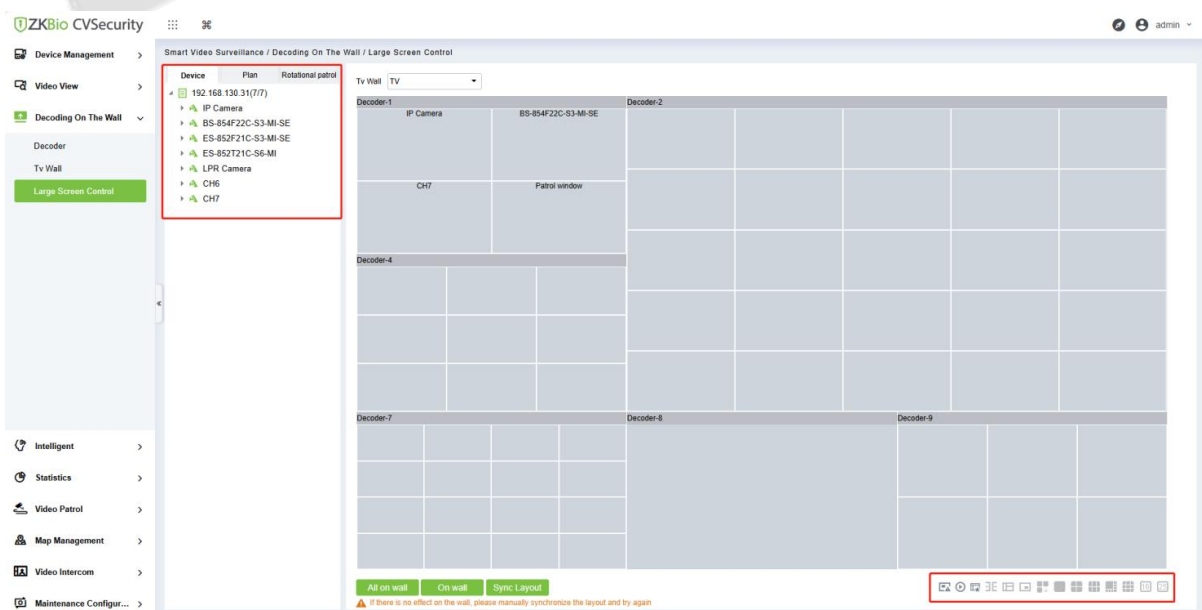 ZKBio CVSecurity
admin
Device Management
Video View
Decoding On The Wall
Decoder
Tv Wall
Large Screen Control
Intelligent
Statistics
Video Patrol
Map Management
Video Intercom
Maintenance Configur...
Smart Video Surveillance / Decoding On The Wall / Large Screen Control
Device Plan Rotational patrol
192.168.130.31(7/7)
IP Camera
BS-854F22C-S3-MI-SE
ES-852F21C-S3-MI-SE
ES-852T21C-S6-MI
LPR Camera
CH6
CH7
Tv Wall TV
Decoder-1 Decoder-2
IP Camera BS-854F22C-S3-MI-SE
CH7 Patrol window
Decoder-4
Decoder-7 Decoder-8 Decoder-9
All on wall On wall Sync Layout
If there is no effect on the wall, please manually synchronize the layout and try again